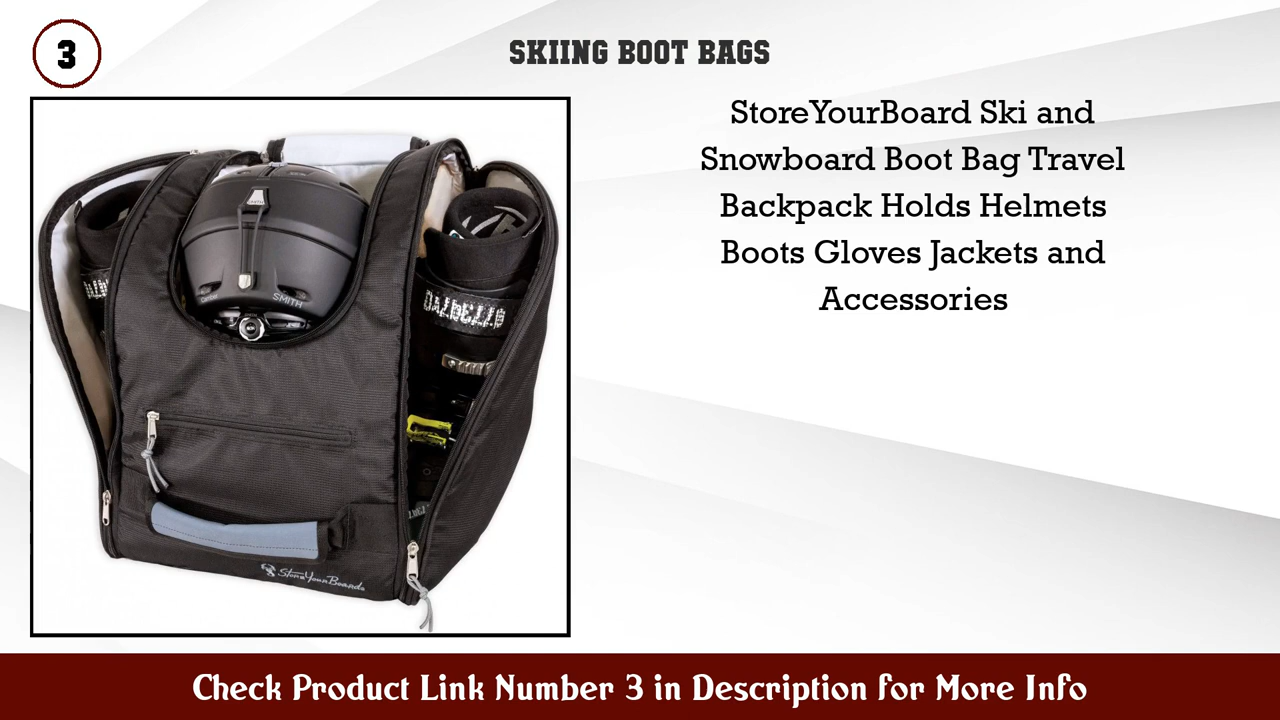 3
SKIING BOOT BAGS
StoreYourBoard Ski and
Snowboard Boot Bag Travel
Backpack Holds Helmets
Boots Gloves Jackets and
Accessories
SMITH
StoreYourBoards
Check Product Link Number 3 in Description for More Info